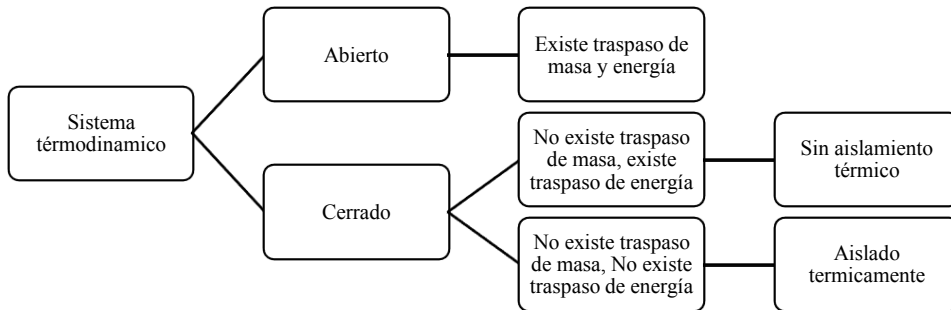 Sistema
térmodinamico
Abierto
Existe traspaso de
masa y energía
Cerrado
No existe traspaso
de masa, existe
traspaso de energía
Sin aislamiento
térmico
No existe traspaso
de masa, No existe
traspaso de energía
Aislado
termicamente